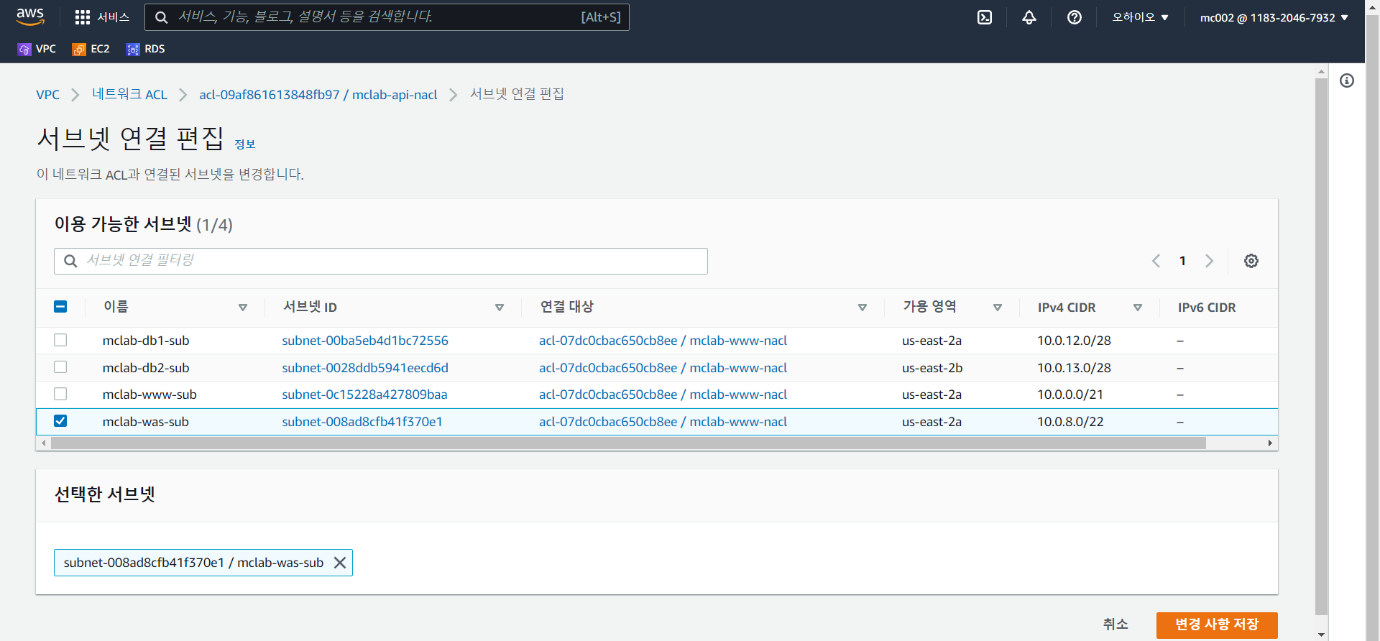 aws
서비스
서비스, 기능, 블로그, 설명서 등을 검색합니다.
[Alt+S]
오하이오 ▼
mc002 @ 1183-2046-7932 ▼
VPC
EC2
RDS
VPC > 네트워크 ACL > acl-09af861613848fb97 / mclab-api-nacl > 서브넷 연결 편집
서브넷 연결 편집 정보
이 네트워크 ACL과 연결된 서브넷을 변경합니다.
이용 가능한 서브넷 (1/4)
서브넷 연결 필터링
1
이름 서브넷 ID 연결 대상 가용 영역 IPv4 CIDR IPv6 CIDR
mclab-db1-sub subnet-00ba5eb4d1bc72556 acl-07dc0cbac650cb8ee / mclab-www-nacl us-east-2a 10.0.12.0/28 –
mclab-db2-sub subnet-0028ddb5941eecd6d acl-07dc0cbac650cb8ee / mclab-www-nacl us-east-2b 10.0.13.0/28 –
mclab-www-sub subnet-0c15228a427809baa acl-07dc0cbac650cb8ee / mclab-www-nacl us-east-2a 10.0.0.0/21 –
mclab-was-sub subnet-008ad8cfb41f370e1 acl-07dc0cbac650cb8ee / mclab-www-nacl us-east-2a 10.0.8.0/22 –
선택한 서브넷
subnet-008ad8cfb41f370e1 / mclab-was-sub
취소
변경 사항 저장